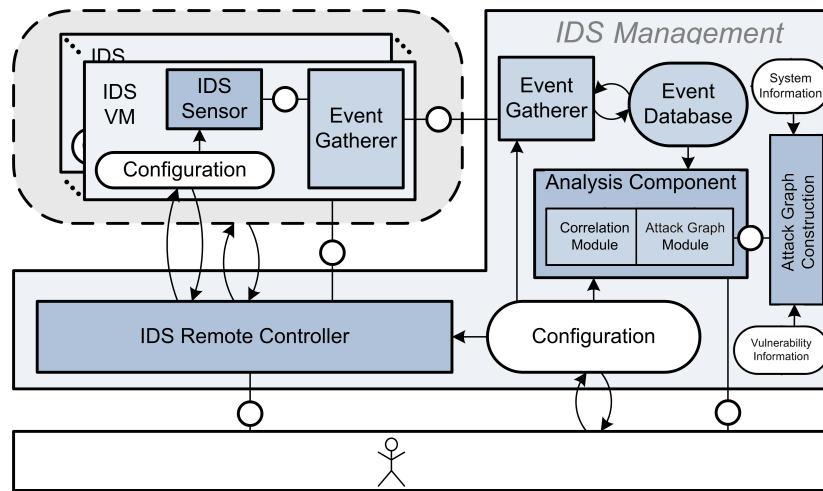 IDS Management
IDS
IDS
VM
IDS
Sensor
Event
Gatherer
Configuration
Event
Gatherer
Event
Database
System
Information
Analysis Component
Correlation
Module
Attack Graph
Module
Attack Graph
Construction
IDS Remote Controller
Configuration
Vulnerability
Information